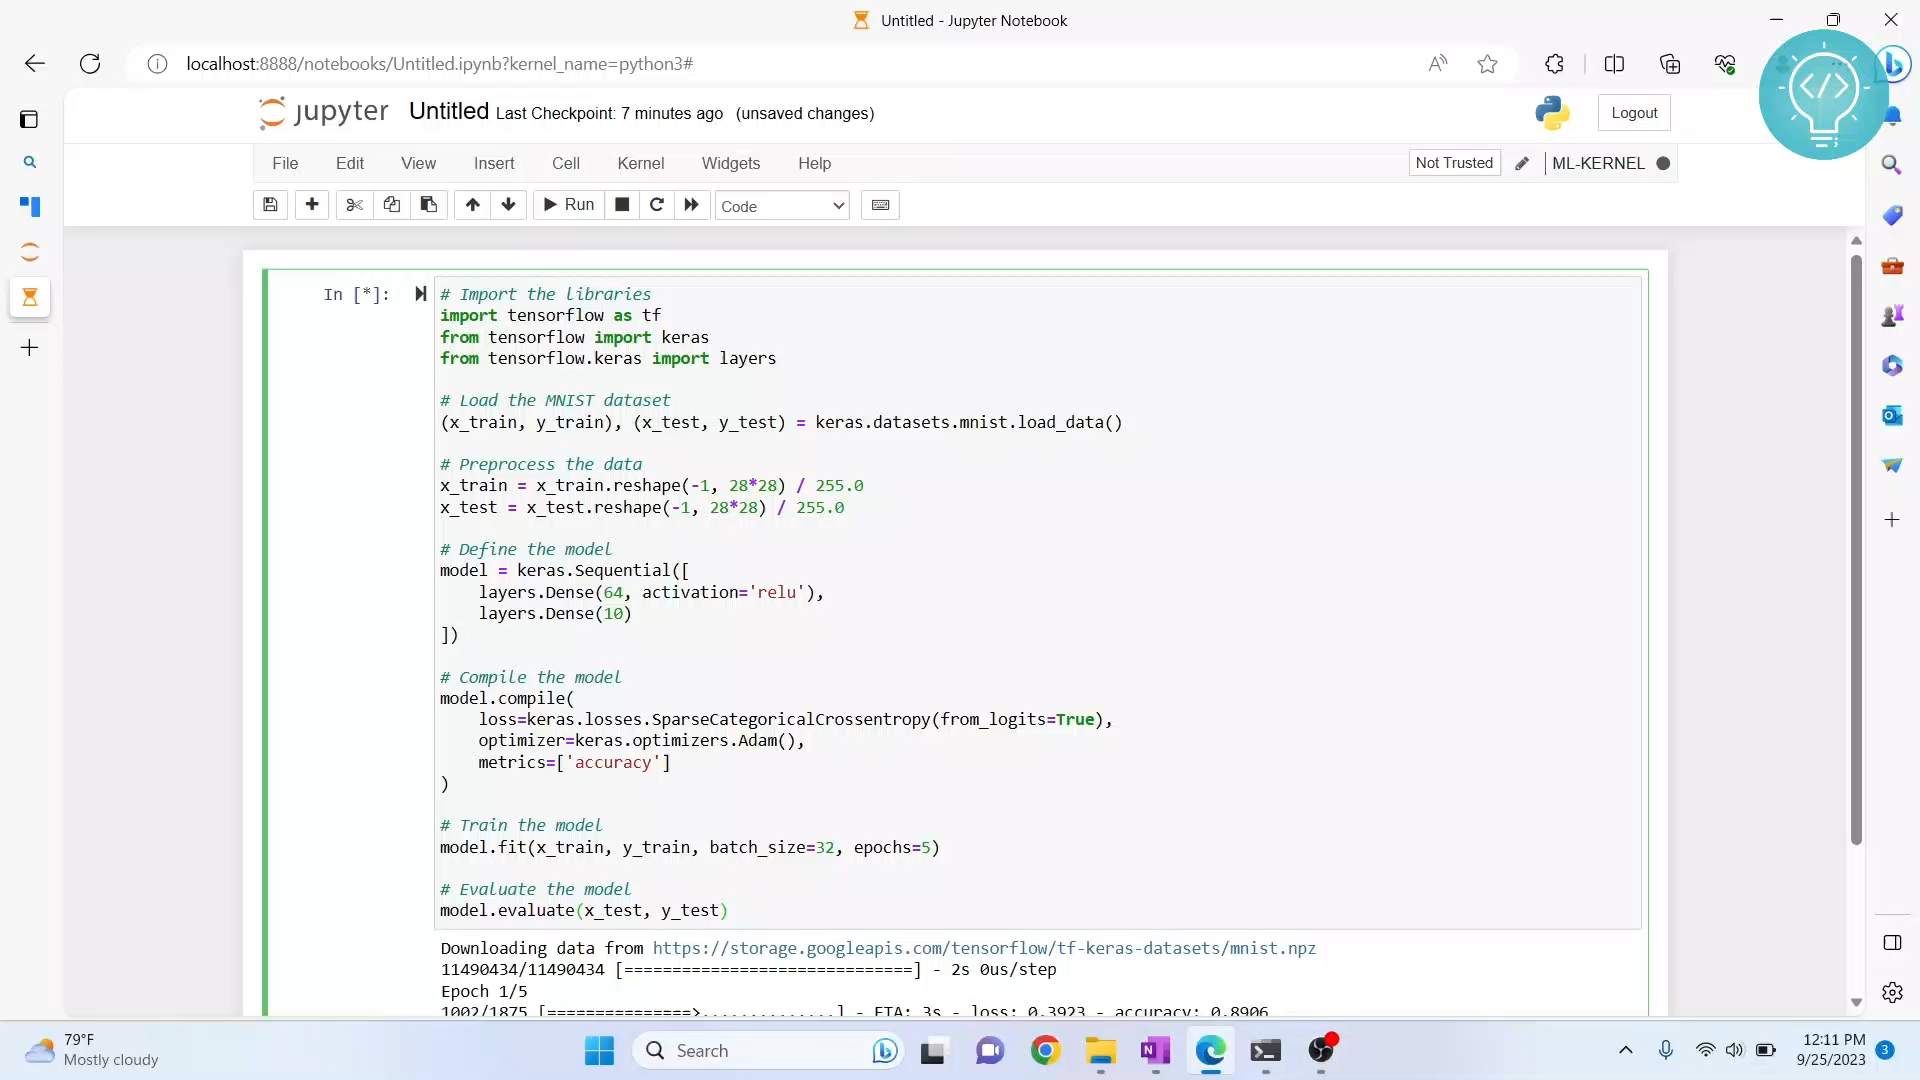 Untitled - Jupyter Notebook
localhost:8888/notebooks/Untitled.ipynb?kernel_name=python3#
jupyter Untitled Last Checkpoint: 7 minutes ago (unsaved changes)
Logout
File Edit View Insert Cell Kernel Widgets Help
Not Trusted
ML-KERNEL
Run
Code
In [*]:
# Import the libraries
import tensorflow as tf
from tensorflow import keras
from tensorflow.keras import layers
# Load the MNIST dataset
(x_train, y_train), (x_test, y_test) = keras.datasets.mnist.load_data()
# Preprocess the data
x_train = x_train.reshape(-1, 28*28) / 255.0
x_test = x_test.reshape(-1, 28*28) / 255.0
# Define the model
model = keras.Sequential([
    layers.Dense(64, activation='relu'),
    layers.Dense(10)
])
# Compile the model
model.compile(
    loss=keras.losses.SparseCategoricalCrossentropy(from_logits=True),
    optimizer=keras.optimizers.Adam(),
    metrics=['accuracy']
)
# Train the model
model.fit(x_train, y_train, batch_size=32, epochs=5)
# Evaluate the model
model.evaluate(x_test, y_test)
Downloading data from https://storage.googleapis.com/tensorflow/tf-keras-datasets/mnist.npz
11490434/11490434 [==============================] - 2s 0us/step
Epoch 1/5
1002/1875 [===============>..............] - ETA: 3s - loss: 0.3923 - accuracy: 0.8906
79°F
Mostly cloudy
Search
12:11 PM
9/25/2023
3